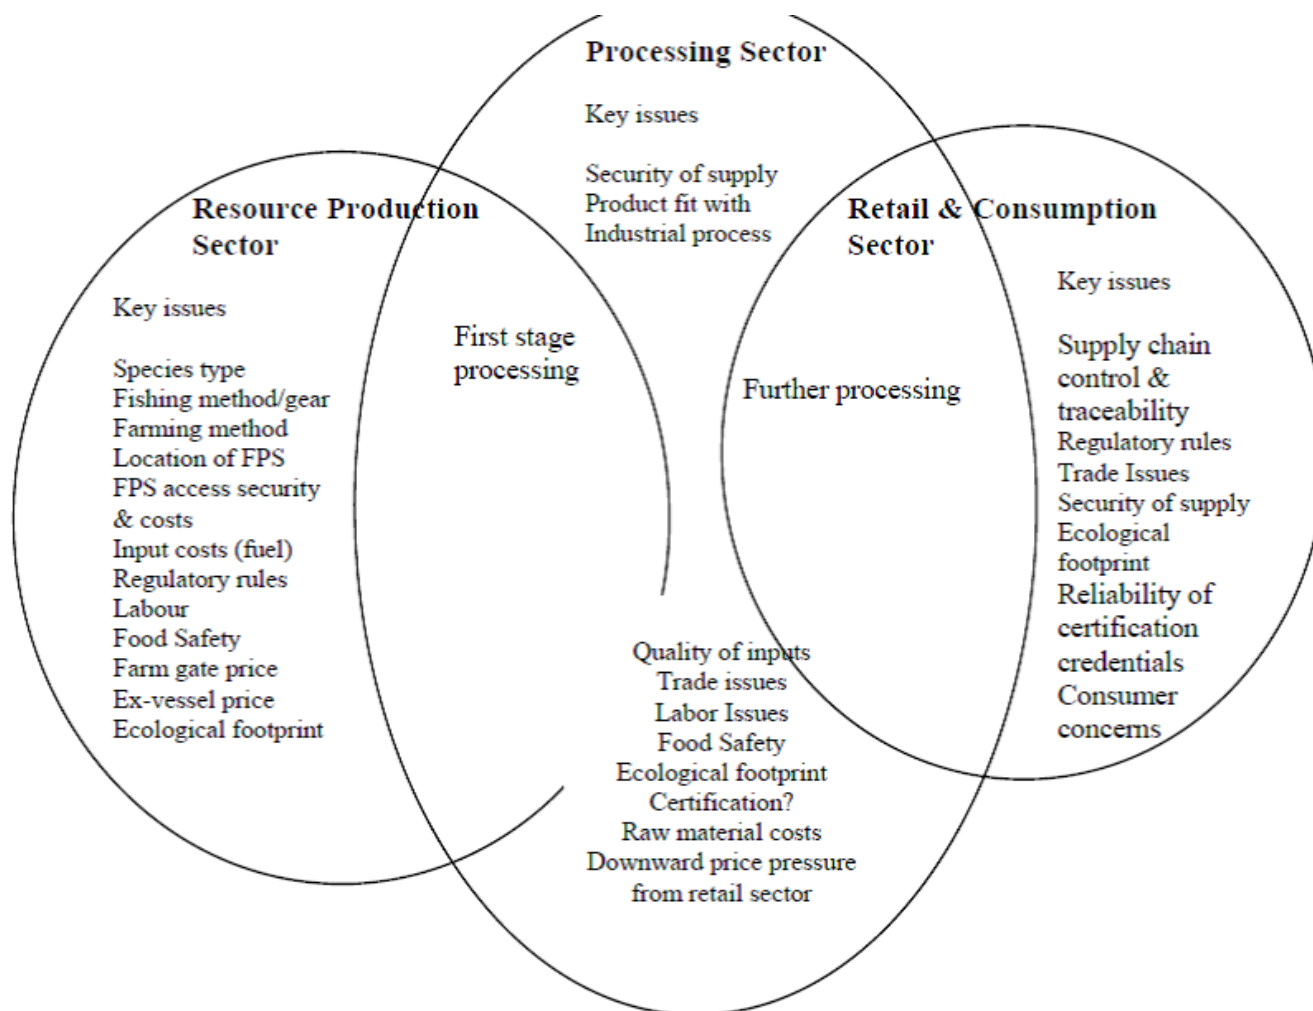 Processing Sector
Key issues
Security of supply
Product fit with
Industrial process
Resource Production
Sector
Key issues
Species type
Fishing method/gear
Farming method
Location of FPS
FPS access security
& costs
Input costs (fuel)
Regulatory rules
Labour
Food Safety
Farm gate price
Ex-vessel price
Ecological footprint
First stage
processing
Retail & Consumption
Sector
Further processing
Key issues
Supply chain
control &
traceability
Regulatory rules
Trade Issues
Security of supply
Ecological
footprint
Reliability of
certification
credentials
Consumer
concerns
Quality of inputs
Trade issues
Labor Issues
Food Safety
Ecological footprint
Certification?
Raw material costs
Downward price pressure
from retail sector